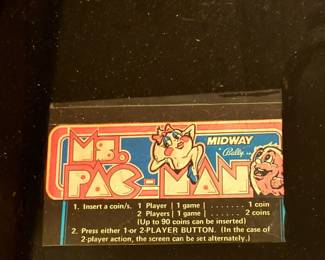 Ms.
PAC-MAN
MIDWAY
a Bally co.
1. Insert a coin/s. 1 Player | 1 game | . . . . . . . 1 coin
2 Players | 1 game | . . . . . . 2 coins
(Up to 90 coins can be inserted)
2. Press either 1-or 2-PLAYER BUTTON. (In the case of
2-player action, the screen can be set alternately.)